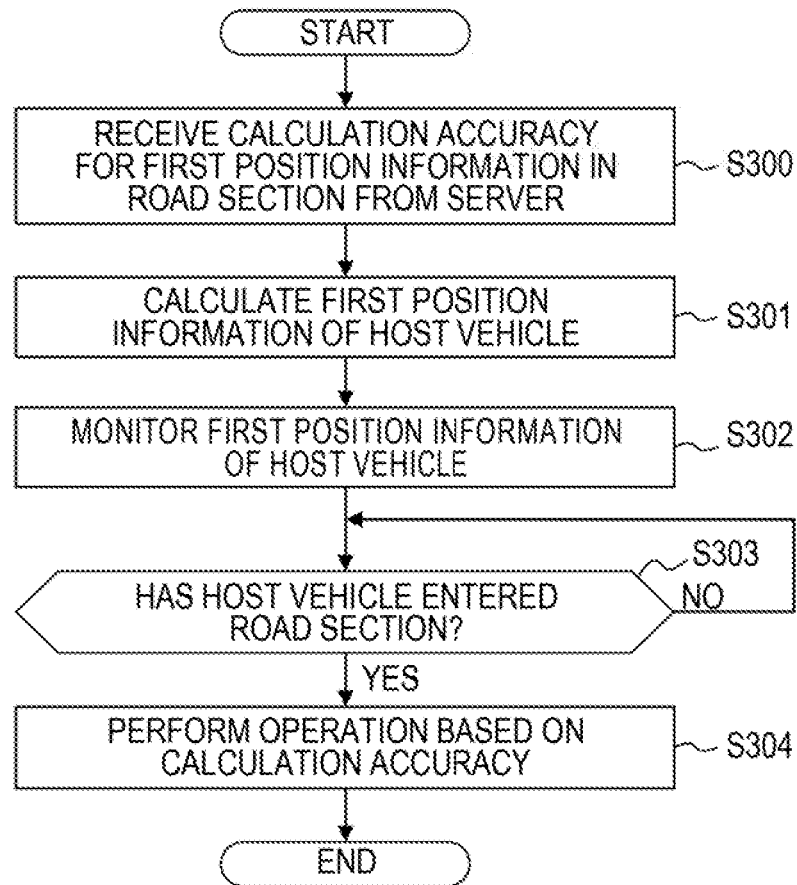 START
RECEIVE CALCULATION ACCURACY
FOR FIRST POSITION INFORMATION IN
ROAD SECTION FROM SERVER
S300
CALCULATE FIRST POSITION
INFORMATION OF HOST VEHICLE
S301
MONITOR FIRST POSITION INFORMATION
OF HOST VEHICLE
S302
S303
HAS HOST VEHICLE ENTERED
ROAD SECTION?
NO
YES
PERFORM OPERATION BASED ON
CALCULATION ACCURACY
S304
END